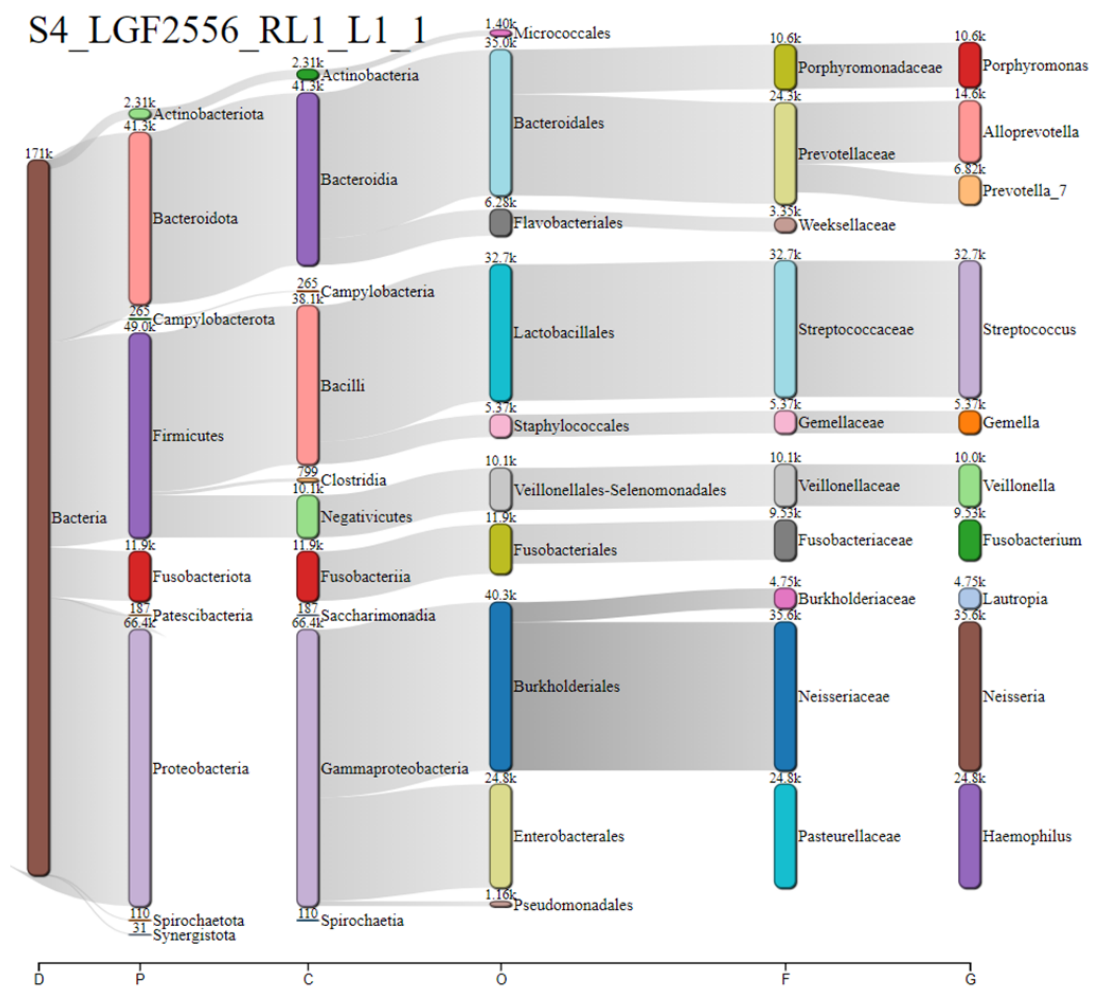 S4_LGF2556_RL1_L1_1
171k
Bacteria
2.31k
Actinobacteriota
41.3k
Bacteroidota
265
Campylobacterota
49.0k
Firmicutes
11.9k
Fusobacteriota
187
Patescibacteria
66.4k
Proteobacteria
110
Spirochaetota
31
Synergistota
2.31k
Actinobacteria
41.3k
Bacteroidia
265
Campylobacteria
38.1k
Bacilli
799
Clostridia
10.1k
Negativicutes
11.9k
Fusobacteriia
187
Saccharimonadia
66.4k
Gammaproteobacteria
110
Spirochaetia
1.40k
Micrococcales
35.0k
Bacteroidales
6.28k
Flavobacteriales
32.7k
Lactobacillales
5.37k
Staphylococcales
10.1k
Veillonellales-Selenomonadales
11.9k
Fusobacteriales
40.3k
Burkholderiales
24.8k
Enterobacterales
1.16k
Pseudomonadales
10.6k
Porphyromonadaceae
24.3k
Prevotellaceae
3.35k
Weeksellaceae
32.7k
Streptococcaceae
5.37k
Gemellaceae
10.1k
Veillonellaceae
9.53k
Fusobacteriaceae
4.75k
Burkholderiaceae
35.6k
Neisseriaceae
24.8k
Pasteurellaceae
10.6k
Porphyromonas
14.6k
Alloprevotella
6.82k
Prevotella_7
32.7k
Streptococcus
5.37k
Gemella
10.0k
Veillonella
9.53k
Fusobacterium
4.75k
Lautropia
35.6k
Neisseria
24.8k
Haemophilus
D P C O F G